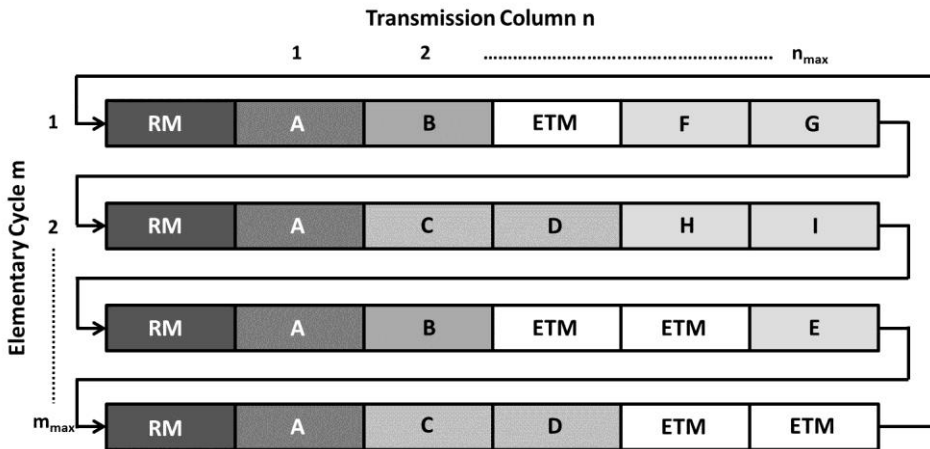 Transmission Column n
1 2 n_max
Elementary Cycle m
1 RM A B ETM F G
2 RM A C D H I
RM A B ETM ETM E
m_max RM A C D ETM ETM